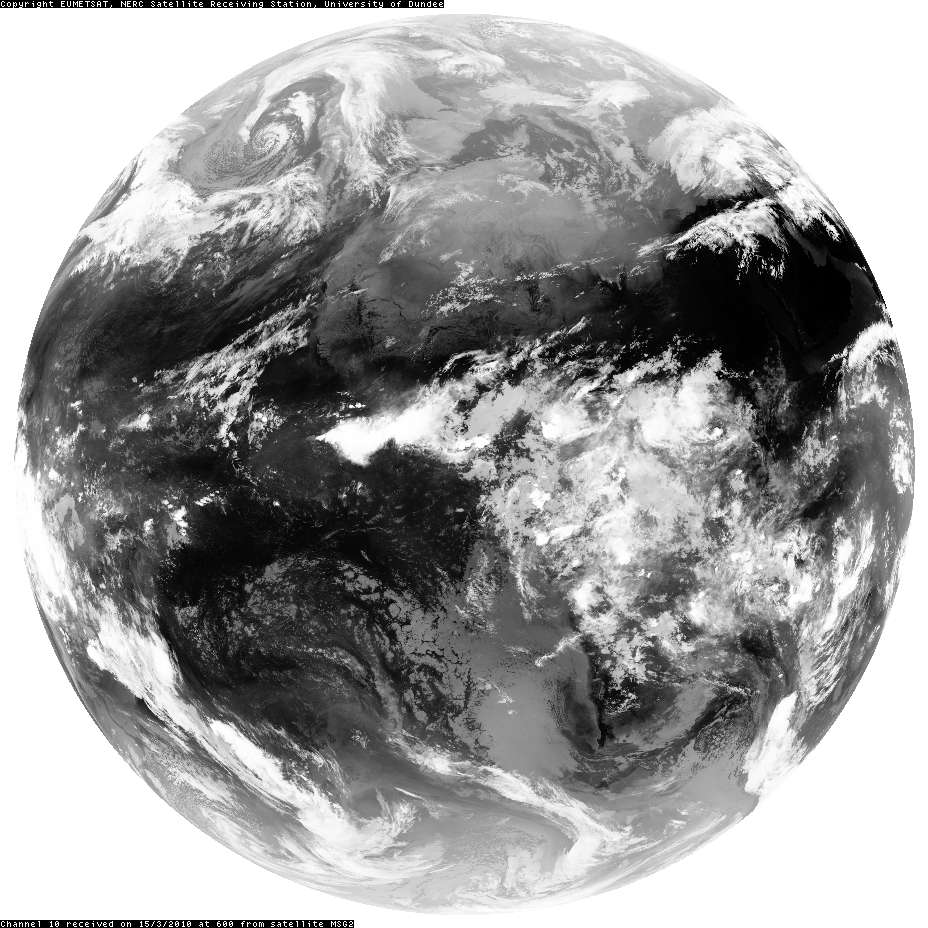 Copyright EUMETSAT, NERC Satellite Receiving Station, University of Dundee
Channel 10 received on 15/3/2010 at 600 from satellite MSG2